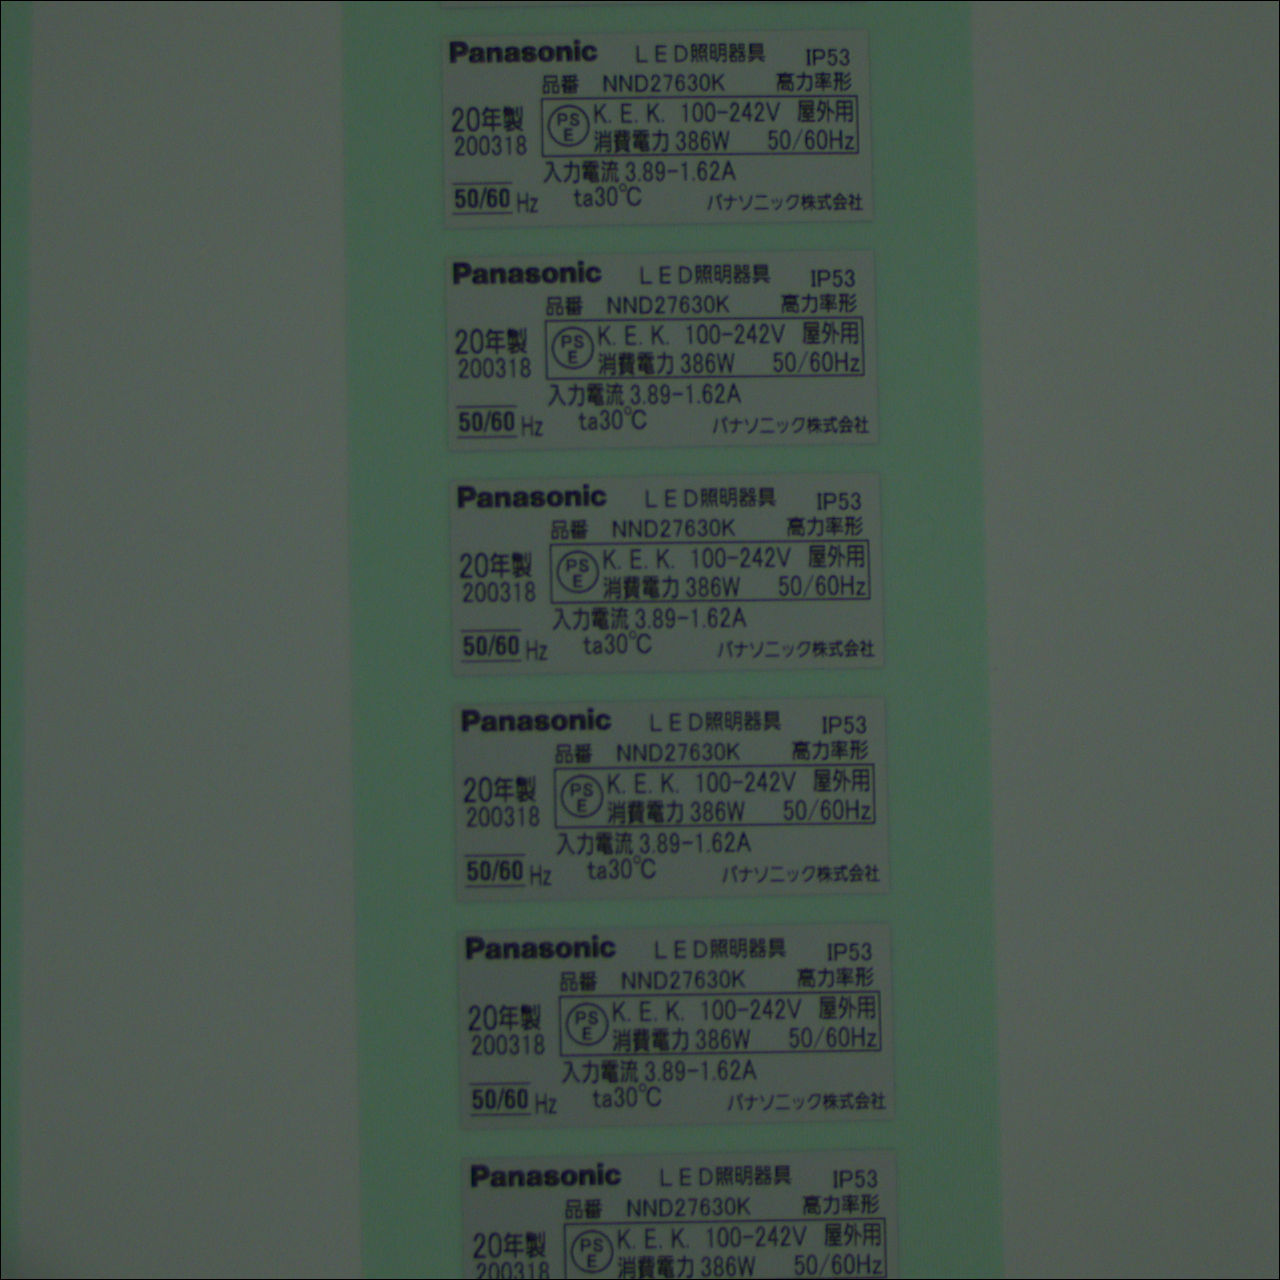 Panasonic LED照明器具 IP53
品番 NND27630K 高力率形
20年製 PS E K.E.K. 100-242V 屋外用
200318 消費電力 386W 50/60Hz
入力電流 3.89-1.62A
50/60 Hz ta30℃ パナソニック株式会社
Panasonic LED照明器具 IP53
品番 NND27630K 高力率形
20年製 PS E K.E.K. 100-242V 屋外用
200318 消費電力 386W 50/60Hz
入力電流 3.89-1.62A
50/60 Hz ta30℃ パナソニック株式会社
Panasonic LED照明器具 IP53
品番 NND27630K 高力率形
20年製 PS E K.E.K. 100-242V 屋外用
200318 消費電力 386W 50/60Hz
入力電流 3.89-1.62A
50/60 Hz ta30℃ パナソニック株式会社
Panasonic LED照明器具 IP53
品番 NND27630K 高力率形
20年製 PS E K.E.K. 100-242V 屋外用
200318 消費電力 386W 50/60Hz
入力電流 3.89-1.62A
50/60 Hz ta30℃ パナソニック株式会社
Panasonic LED照明器具 IP53
品番 NND27630K 高力率形
20年製 PS E K.E.K. 100-242V 屋外用
200318 消費電力 386W 50/60Hz
入力電流 3.89-1.62A
50/60 Hz ta30℃ パナソニック株式会社
Panasonic LED照明器具 IP53
品番 NND27630K 高力率形
20年製 PS E K.E.K. 100-242V 屋外用
200318 消費電力 386W 50/60Hz